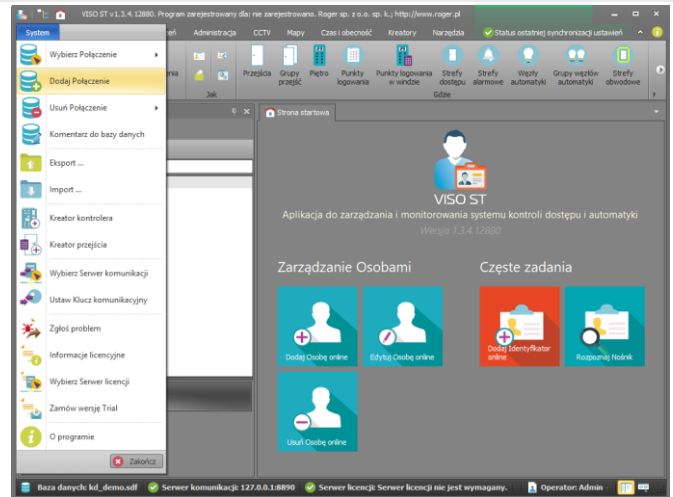 VISO ST v1.3.4.12880. Program zarejestrowany dla: nie zarejestrowano. Roger sp. z o.o. sp. k.; http://www.roger.pl
System
Administracja
CCTV
Mapy
Czas i obecność
Kreatory
Narzędzia
Status ostatniej synchronizacji ustawień
Wybierz Połączenie
Dodaj Połączenie
Usuń Połączenie
Komentarz do bazy danych
Eksport ...
Import ...
Kreator kontrolera
Kreator przejścia
Wybierz Serwer komunikacji
Ustaw Klucz komunikacyjny
Zgłoś problem
Informacje licencyjne
Wybierz Serwer licencji
Zamów wersję Trial
O programie
Zakończ
Jak
Przejścia
Grupy przejść
Piętro
Punkty logowania
Punkty logowania w windzie
Strefy dostępu
Strefy alarmowe
Węzły automatyki
Grupy węzłów automatyki
Strefy obwodowe
Gdzie
Strona startowa
VISO ST
Aplikacja do zarządzania i monitorowania systemu kontroli dostępu i automatyki
Wersja 1.3.4.12880
Zarządzanie Osobami
Częste zadania
Dodaj Osobę online
Edytuj Osobę online
Dodaj Identyfikator online
Rozpoznaj Nośnik
Usuń Osobę online
Baza danych: kd_demo.sdf
Serwer komunikacji: 127.0.0.1:8890
Serwer licencji: Serwer licencji nie jest wymagany.
Operator: Admin